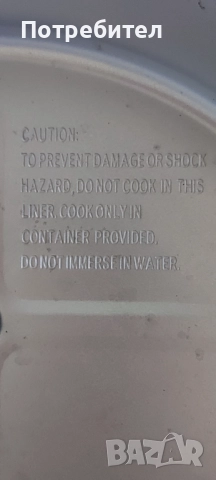 Потребител
CAUTION:
TO PREVENT DAMAGE OR SHOCK
HAZARD, DO NOT COOK IN THIS
LINER COOK ONLY IN
CONTAINER PROVIDED.
DO NOT IMMERSE IN WATER.
BAZAR